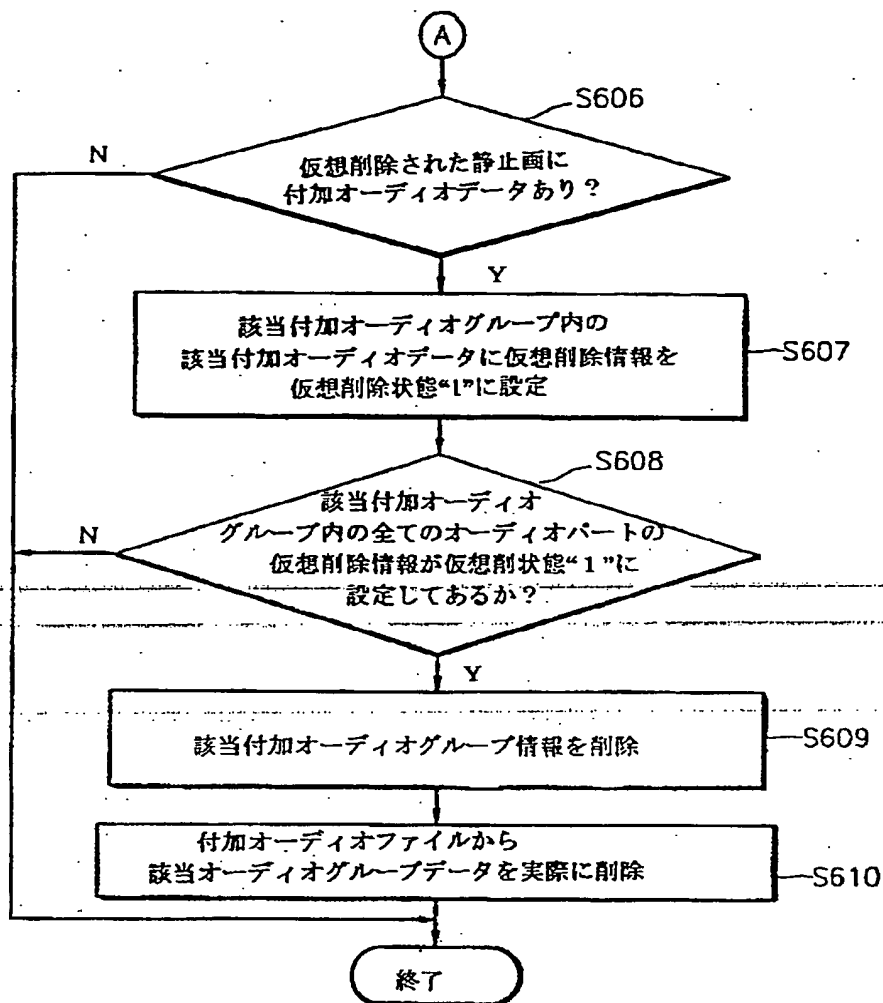 A
S606
N
仮想削除された静止画に
付加オーディオデータあり？
Y
該当付加オーディオグループ内の
該当付加オーディオデータに仮想削除情報を
仮想削除状態“1”に設定
S607
S608
該当付加オーディオ
グループ内の全てのオーディオパートの
仮想削除情報が仮想削状態“1”に
設定してあるか？
N
Y
該当付加オーディオグループ情報を削除
S609
付加オーディオファイルから
該当オーディオグループデータを実際に削除
S610
終了